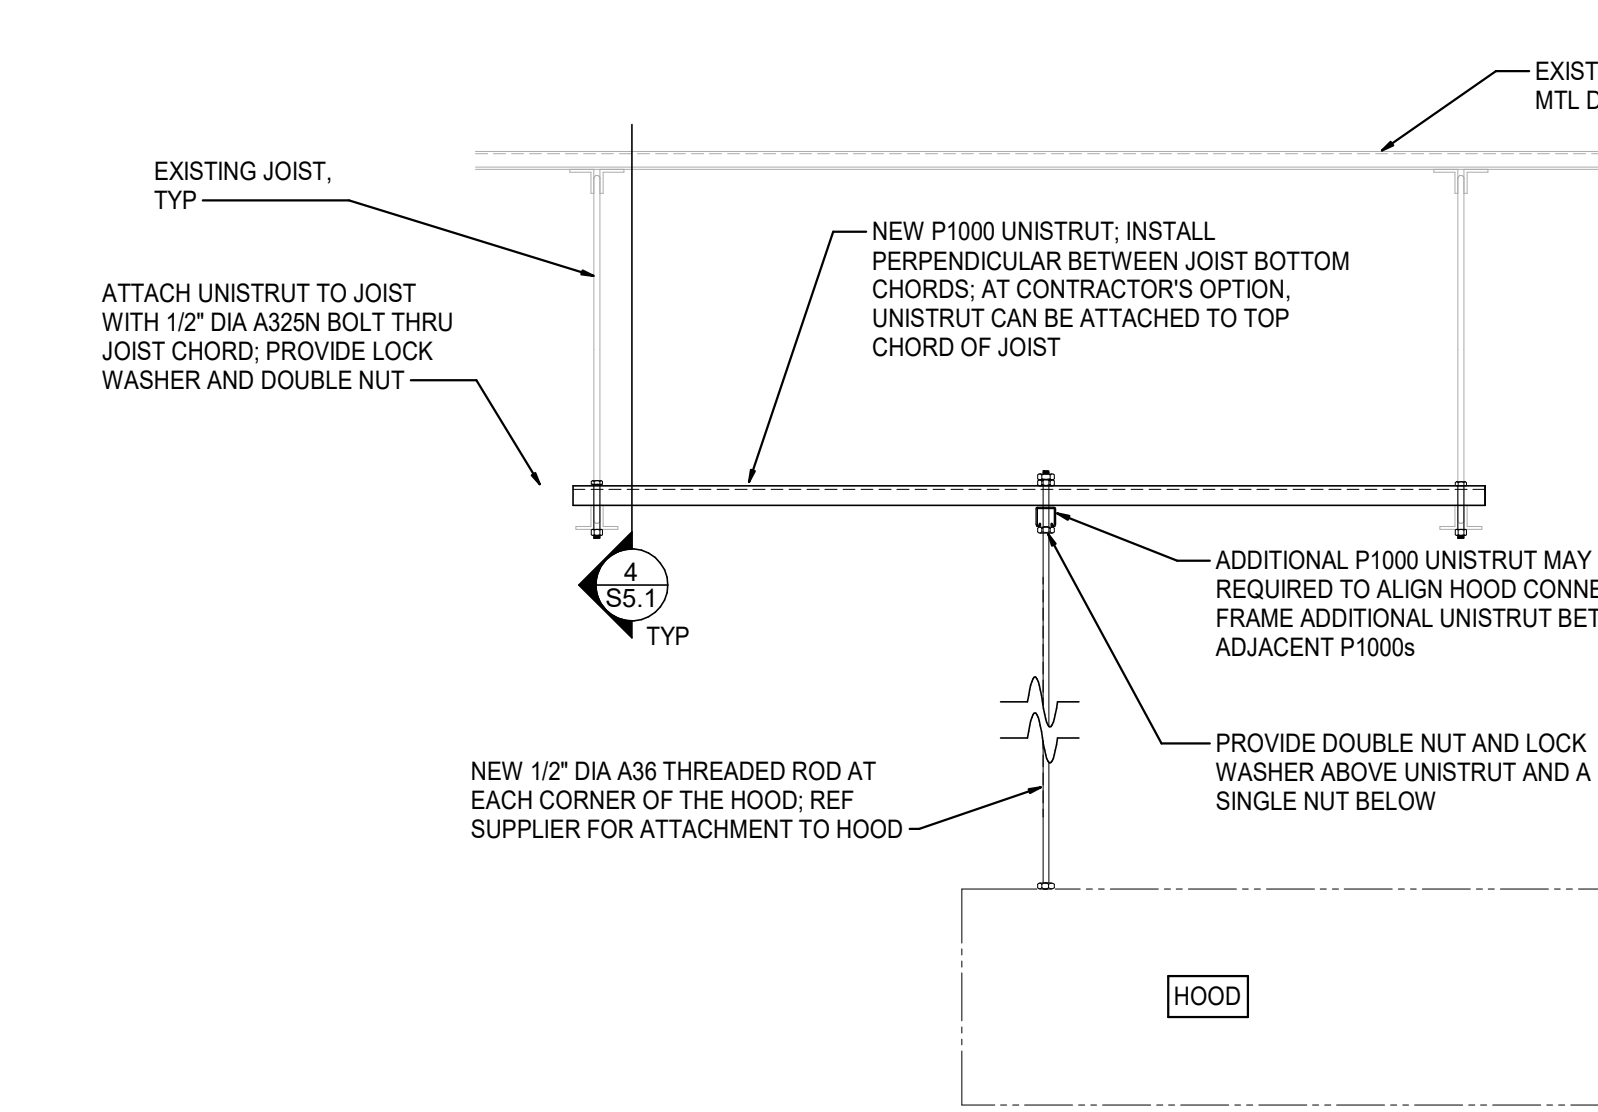 EXIST
MTL D
EXISTING JOIST,
TYP
NEW P1000 UNISTRUT; INSTALL
PERPENDICULAR BETWEEN JOIST BOTTOM
CHORDS; AT CONTRACTOR'S OPTION,
UNISTRUT CAN BE ATTACHED TO TOP
CHORD OF JOIST
ATTACH UNISTRUT TO JOIST
WITH 1/2" DIA A325N BOLT THRU
JOIST CHORD; PROVIDE LOCK
WASHER AND DOUBLE NUT
4
S5.1
TYP
ADDITIONAL P1000 UNISTRUT MAY
REQUIRED TO ALIGN HOOD CONNE
FRAME ADDITIONAL UNISTRUT BET
ADJACENT P1000s
PROVIDE DOUBLE NUT AND LOCK
WASHER ABOVE UNISTRUT AND A
SINGLE NUT BELOW
NEW 1/2" DIA A36 THREADED ROD AT
EACH CORNER OF THE HOOD; REF
SUPPLIER FOR ATTACHMENT TO HOOD
HOOD